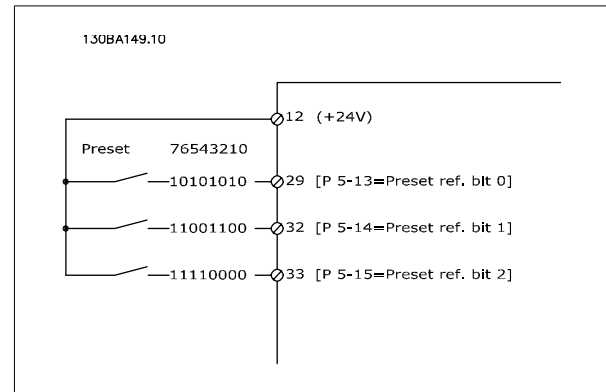 130BA149.10
12 (+24V)
Preset 76543210
10101010 29 [P 5-13=Preset ref. bit 0]
11001100 32 [P 5-14=Preset ref. bit 1]
11110000 33 [P 5-15=Preset ref. bit 2]